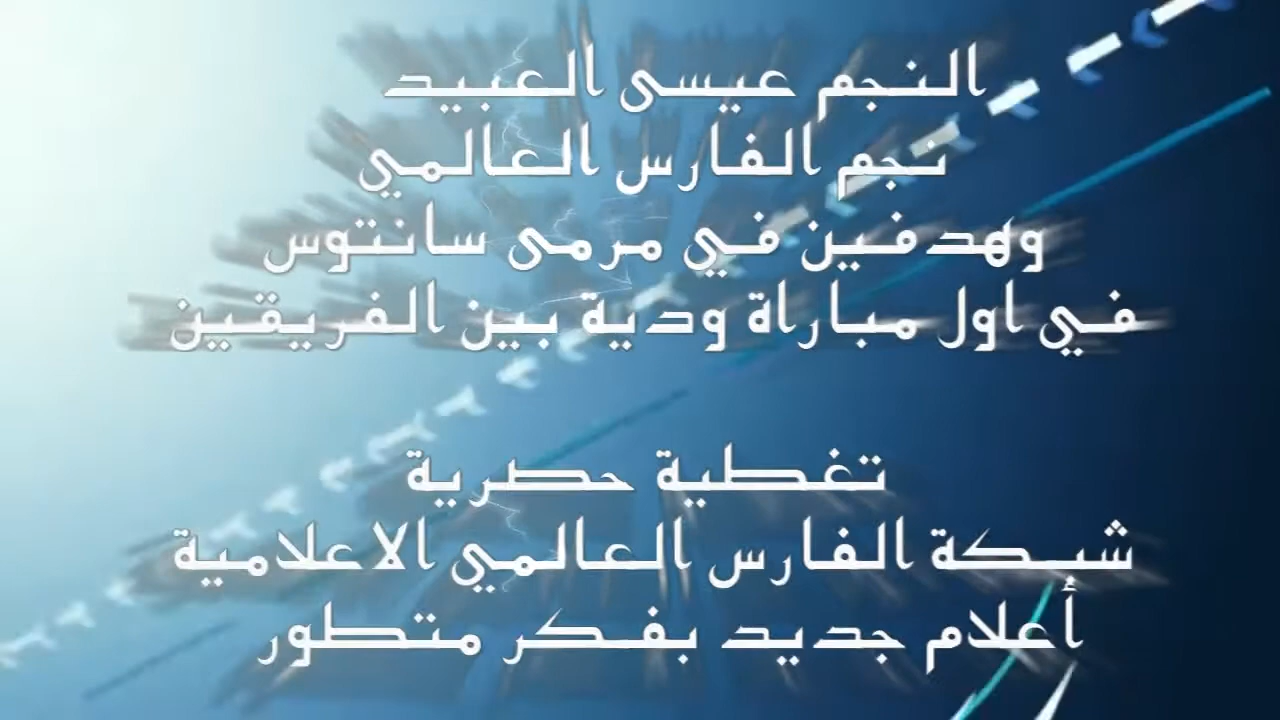 النجم عيسى العبيد
نجم الفارس العالمي
وهدفين في مرمى سانتوس
في اول مباراة ودية بين الفريقين
تغطية حصرية
شبكة الفارس العالمي الاعلامية
أعلام جديد بفكر متطور